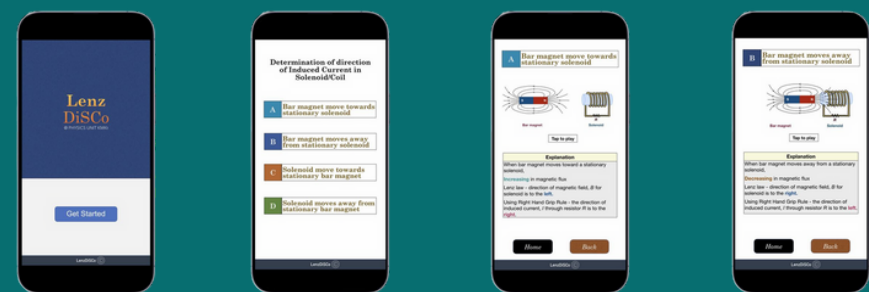 Lenz
DiSCo
Get Started
LenzDiSCo
Determination of direction
of Induced Current in
Solenoid/Coil
A Bar magnet move towards
stationary solenoid
B Bar magnet moves away
from stationary solenoid
C Solenoid move towards
stationary bar magnet
D Solenoid moves away from
stationary bar magnet
LenzDiSCo
A Bar magnet move towards
stationary solenoid
Bar magnet
Solenoid
Tap to play
Explanation
When bar magnet moves toward a stationary
solenoid,
Increasing in magnetic flux
Lenz law - direction of magnetic field, B for
solenoid is to the left.
Using Right Hand Grip Rule - the direction of
induced current, I through resistor R is to the
right.
Home Back
LenzDiSCo
B Bar magnet moves away
from stationary solenoid
Bar magnet
Solenoid
Tap to play
Explanation
When bar magnet moves away from a stationary
solenoid,
Decreasing in magnetic flux
Lenz law - direction of magnetic field, B for
solenoid is to the right.
Using Right Hand Grip Rule - the direction of
induced current, I through resistor R is to the left.
Home Back
LenzDiSCo